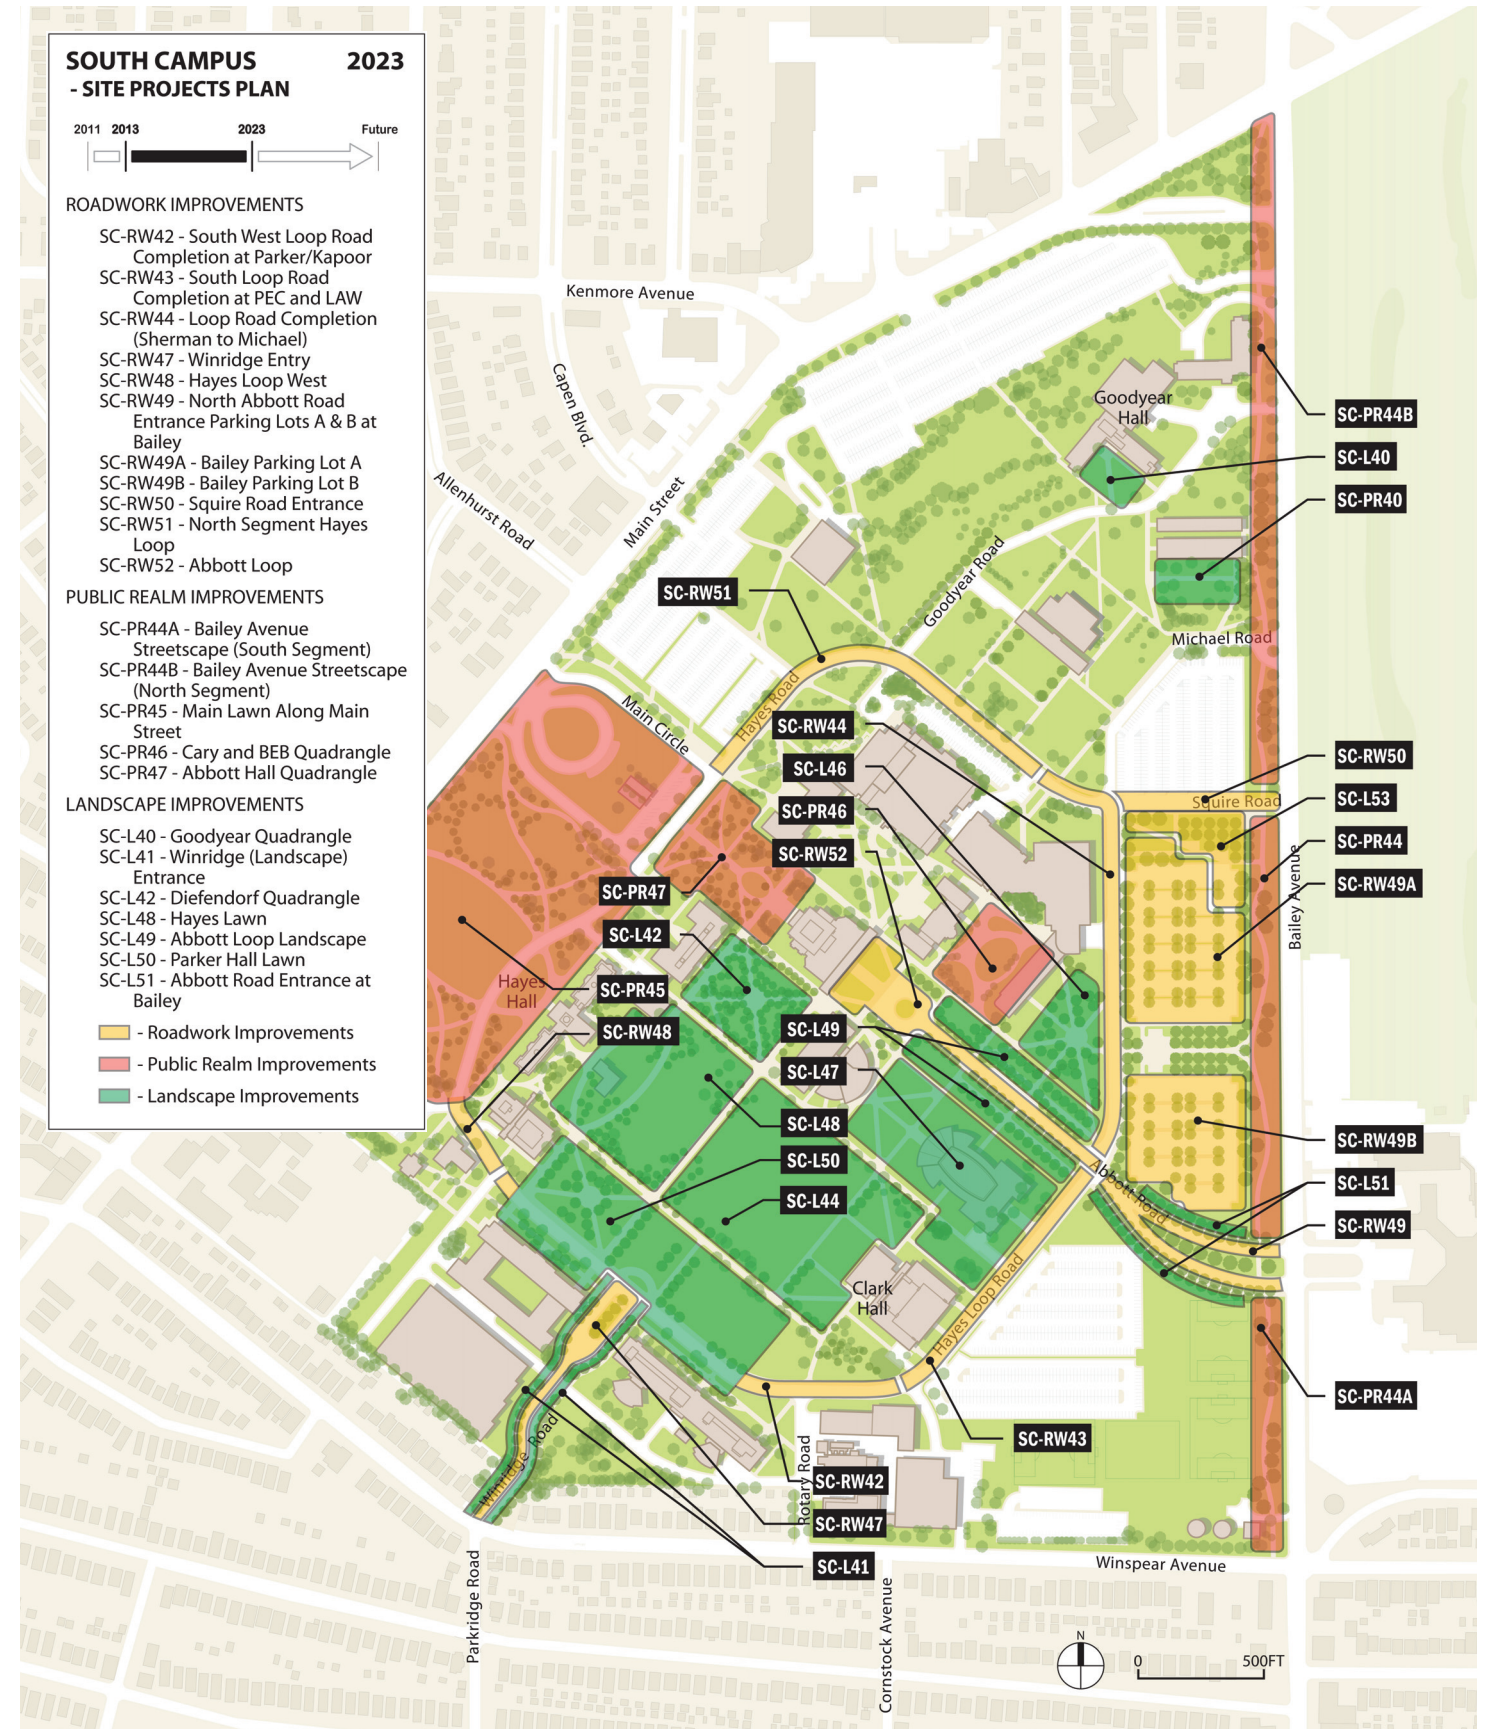 SOUTH CAMPUS 2023
- SITE PROJECTS PLAN
2011 2013 2023 Future
ROADWORK IMPROVEMENTS
SC-RW42 - South West Loop Road
Completion at Parker/Kapoor
SC-RW43 - South Loop Road
Completion at PEC and LAW
SC-RW44 - Loop Road Completion
(Sherman to Michael)
SC-RW47 - Winridge Entry
SC-RW48 - Hayes Loop West
SC-RW49 - North Abbott Road
Entrance Parking Lots A & B at
Bailey
SC-RW49A - Bailey Parking Lot A
SC-RW49B - Bailey Parking Lot B
SC-RW50 - Squire Road Entrance
SC-RW51 - North Segment Hayes
Loop
SC-RW52 - Abbott Loop
PUBLIC REALM IMPROVEMENTS
SC-PR44A - Bailey Avenue
Streetscape (South Segment)
SC-PR44B - Bailey Avenue Streetscape
(North Segment)
SC-PR45 - Main Lawn Along Main
Street
SC-PR46 - Cary and BEB Quadrangle
SC-PR47 - Abbott Hall Quadrangle
LANDSCAPE IMPROVEMENTS
SC-L40 - Goodyear Quadrangle
SC-L41 - Winridge (Landscape)
Entrance
SC-L42 - Diefendorf Quadrangle
SC-L48 - Hayes Lawn
SC-L49 - Abbott Loop Landscape
SC-L50 - Parker Hall Lawn
SC-L51 - Abbott Road Entrance at
Bailey
- Roadwork Improvements
- Public Realm Improvements
- Landscape Improvements
Kenmore Avenue
Capen Blvd.
Allenhurst Road
Main Street
Goodyear
Hall
SC-PR44B
SC-L40
SC-PR40
Goodyear Road
SC-RW51
Michael Road
Main Circle
Hayes Road
SC-RW44
SC-L46
SC-PR46
SC-RW52
SC-RW50
Squire Road
SC-L53
SC-PR44
SC-RW49A
Bailey Avenue
SC-PR47
SC-L42
Hayes
Hall
SC-PR45
SC-RW48
SC-L49
SC-L47
SC-L48
SC-L50
SC-L44
SC-RW49B
Abbott Road
SC-L51
SC-RW49
Clark
Hall
Hayes Loop Road
SC-PR44A
SC-RW43
Winridge Road
Rotary Road
SC-RW42
SC-RW47
SC-L41
Winspear Avenue
Parkridge Road
Cornstock Avenue
N
0 500FT